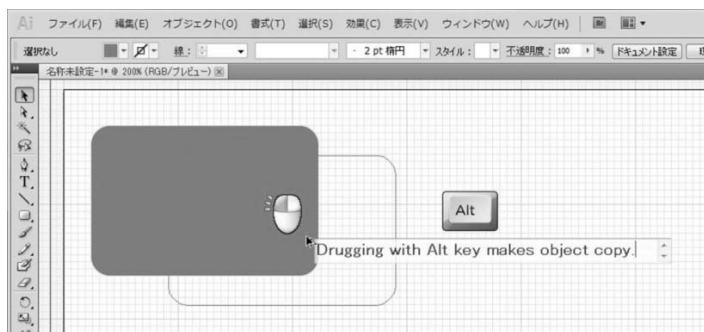 Ai ファイル(F) 編集(E) オブジェクト(O) 書式(T) 選択(S) 効果(C) 表示(V) ウィンドウ(W) ヘルプ(H)
選択なし 線: 2 pt 楕円 スタイル: 不透明度: 100 % ドキュメント設定
名称未設定-1* @ 200% (RGB/プレビュー)
T
Alt
Drugging with Alt key makes object copy.